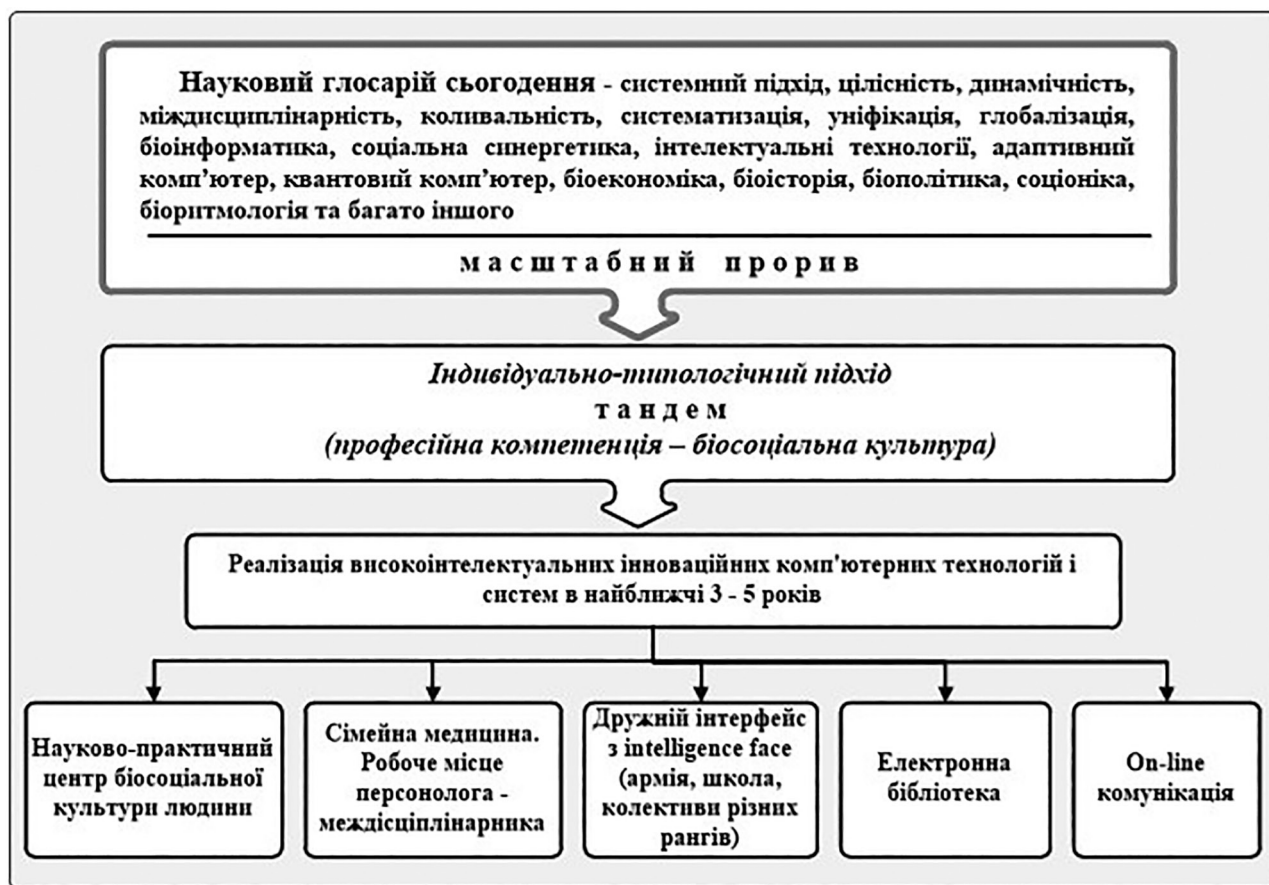 Науковий глосарій сьогодення - системний підхід, цілісність, динамічність,
міждисциплінарність, коливальність, систематизація, уніфікація, глобалізація,
біоінформатика, соціальна синергетика, інтелектуальні технології, адаптивний
комп’ютер, квантовий комп’ютер, біоекономіка, біоісторія, біополітика, соціоніка,
біоритмологія та багато іншого
масштабний прорив
Індивідуально-типологічний підхід
тандем
(професійна компетенція – біосоціальна культура)
Реалізація високоінтелектуальних інноваційних комп'ютерних технологій і
систем в найближчі 3 - 5 років
Науково-практичний
центр біосоціальної
культури людини
Сімейна медицина.
Робоче місце
персонолога -
междісціплінарника
Дружній інтерфейс
з intelligence face
(армія, школа,
колективи різних
рангів)
Електронна
бібліотека
On-line
комунікація